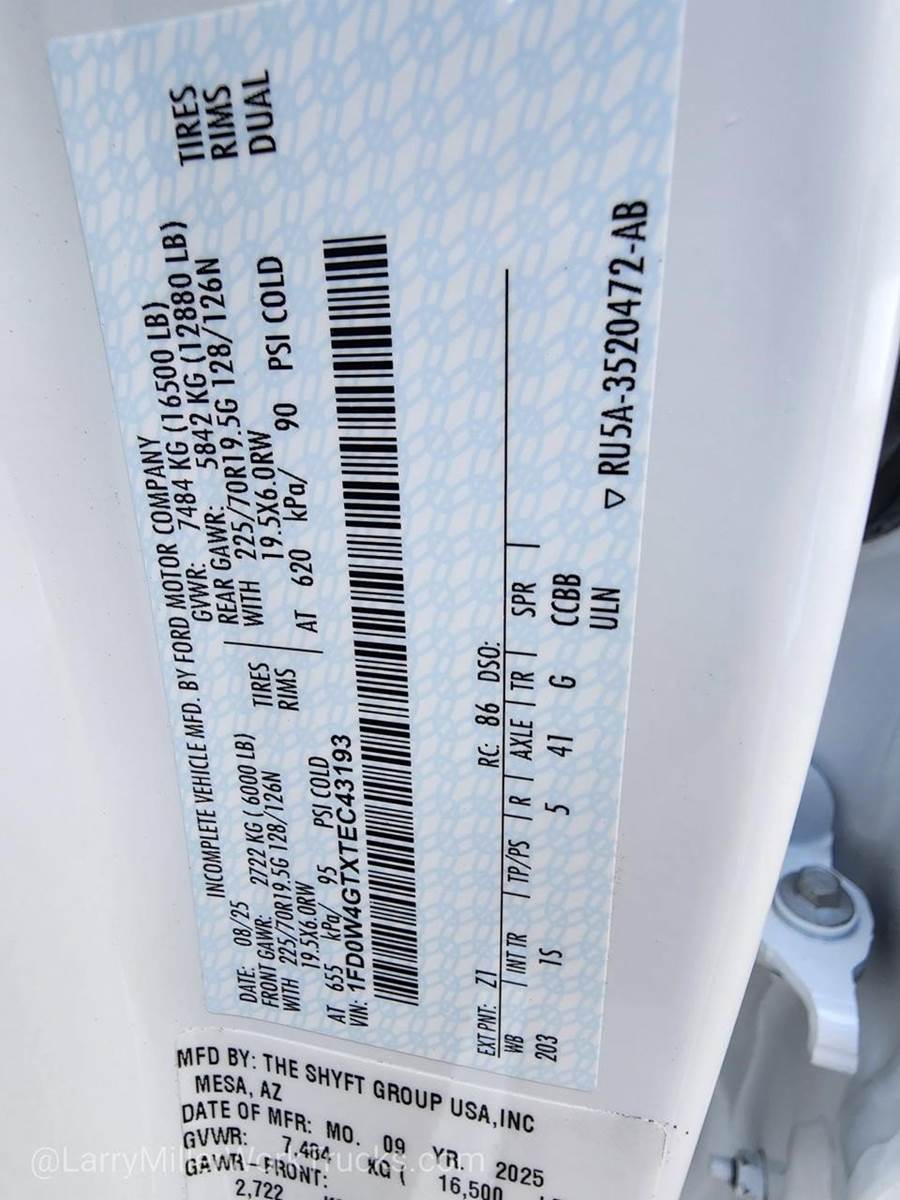 INCOMPLETE VEHICLE MFD. BY FORD MOTOR COMPANY
DATE: 08/25 GVWR: 7484 KG (16500 LB)
FRONT GAWR: 2722 KG ( 6000 LB) REAR GAWR: 5842 KG (12880 LB)
WITH 225/70R19.5G 128/126N TIRES WITH 225/70R19.5G 128/126N TIRES
19.5X6.0RW RIMS 19.5X6.0RW RIMS
AT 655 kPa/ 95 PSI COLD AT 620 kPa/ 90 PSI COLD DUAL
VIN: 1FD0W4GTXTEC43193
EXT PNT: Z1 RC: 86 DSO:
WB | INT TR | TP/PS | R | AXLE | TR | SPR |
203 1S 5 41 G CCBB
ULN
▽ RU5A-3520472-AB
MFD BY: THE SHYFT GROUP USA,INC
MESA, AZ
DATE OF MFR: MO. 09 YR 2025
GVWR: 7,484 KG ( 16,500
GAWR-FRONT:
2,722
@LarryMillerWorkTrucks.com